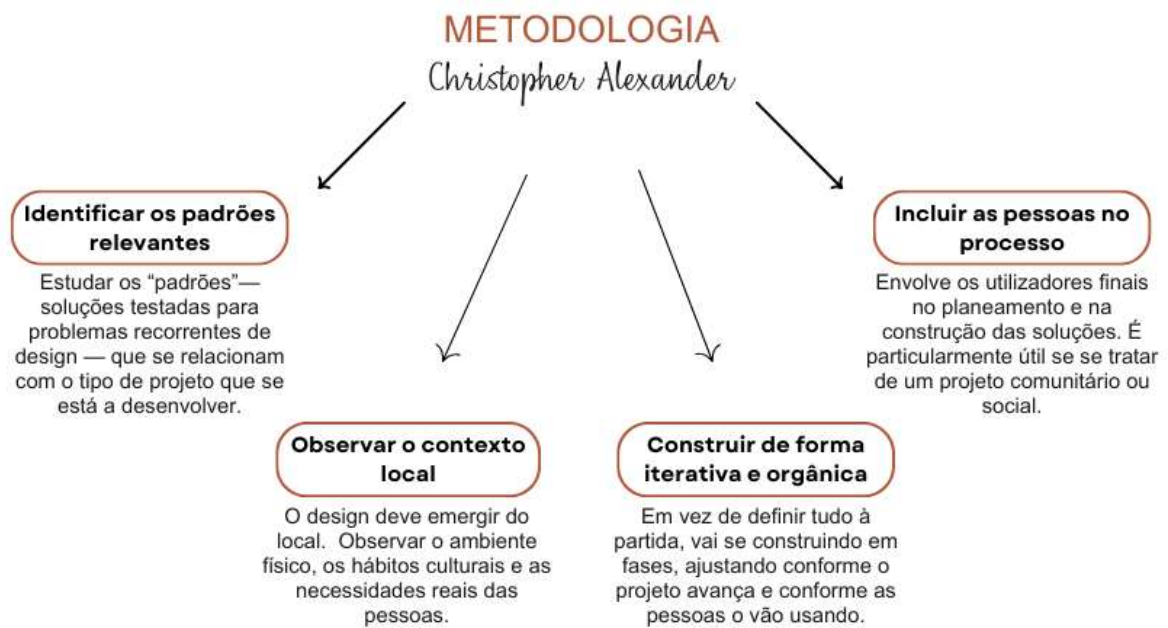 METODOLOGIA
Christopher Alexander
Identificar os padrões
relevantes
Estudar os “padrões”—
soluções testadas para
problemas recorrentes de
design — que se relacionam
com o tipo de projeto que se
está a desenvolver.
Observar o contexto
local
O design deve emergir do
local. Observar o ambiente
físico, os hábitos culturais e as
necessidades reais das
pessoas.
Construir de forma
iterativa e orgânica
Em vez de definir tudo à
partida, vai se construindo em
fases, ajustando conforme o
projeto avança e conforme as
pessoas o vão usando.
Incluir as pessoas no
processo
Envolve os utilizadores finais
no planeamento e na
construção das soluções. É
particularmente útil se se tratar
de um projeto comunitário ou
social.